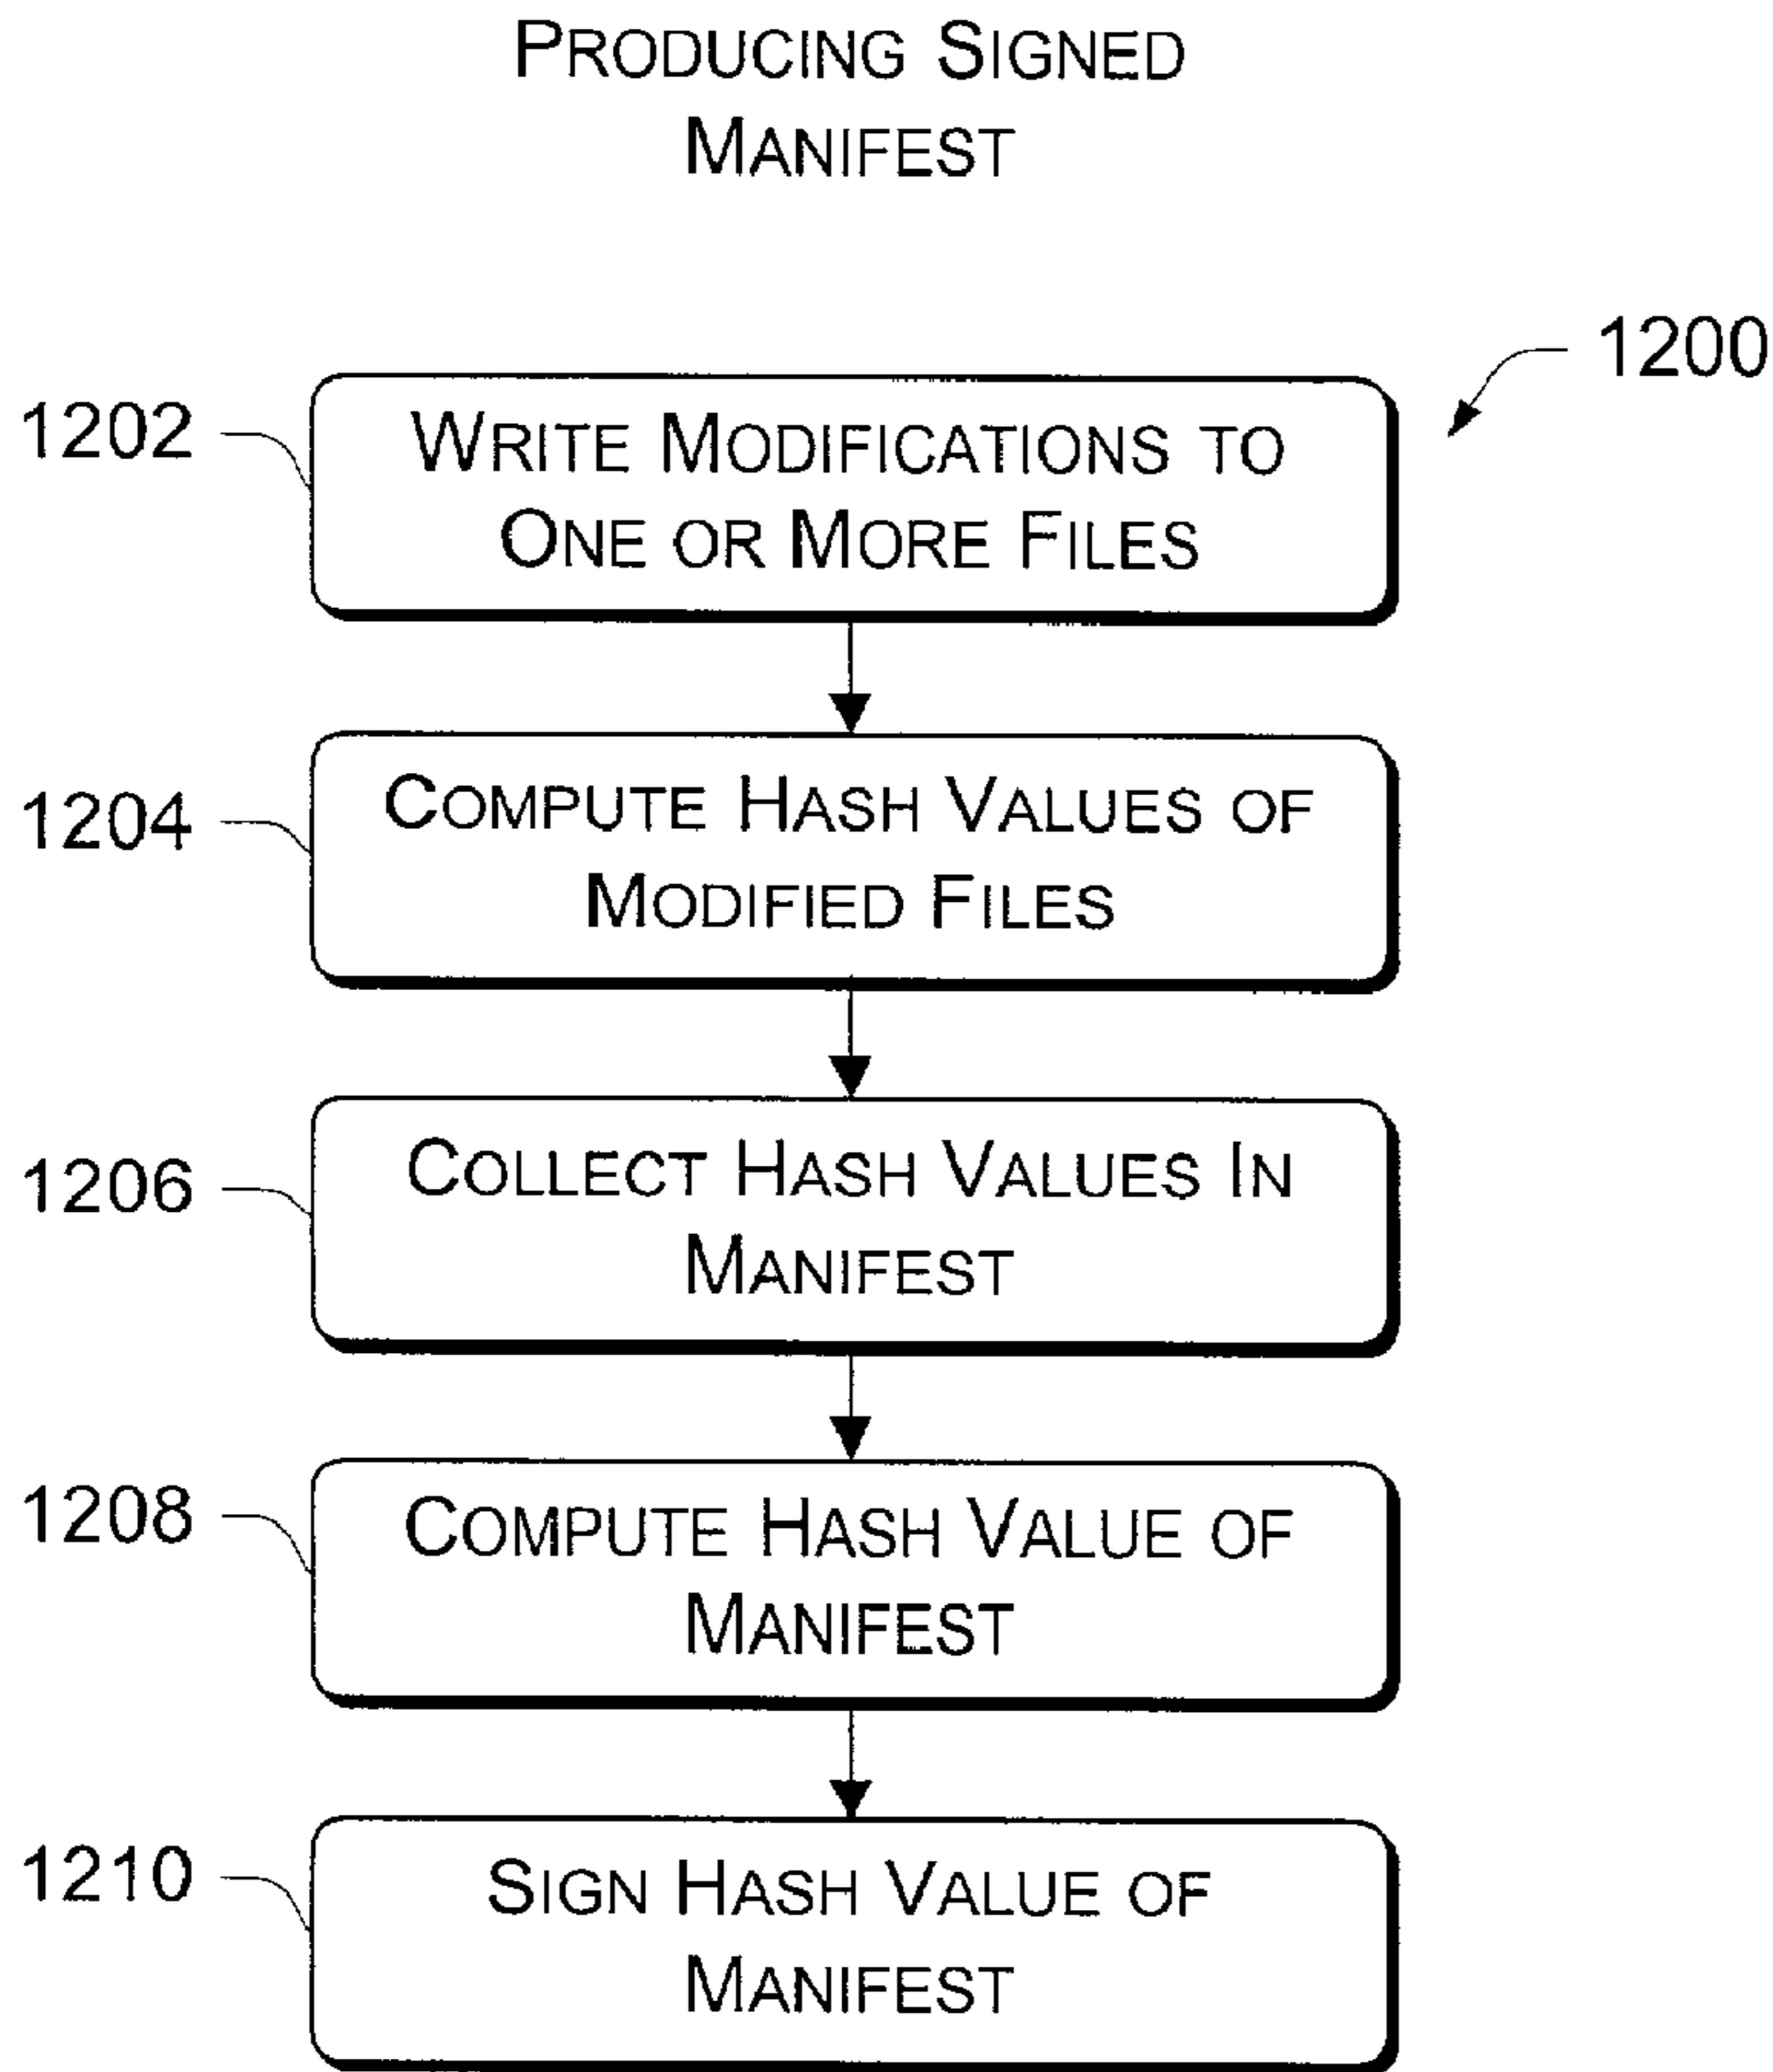 PRODUCING SIGNED
MANIFEST
1200
1202
WRITE MODIFICATIONS TO
ONE OR MORE FILES
1204
COMPUTE HASH VALUES OF
MODIFIED FILES
1206
COLLECT HASH VALUES IN
MANIFEST
1208
COMPUTE HASH VALUE OF
MANIFEST
1210
SIGN HASH VALUE OF
MANIFEST